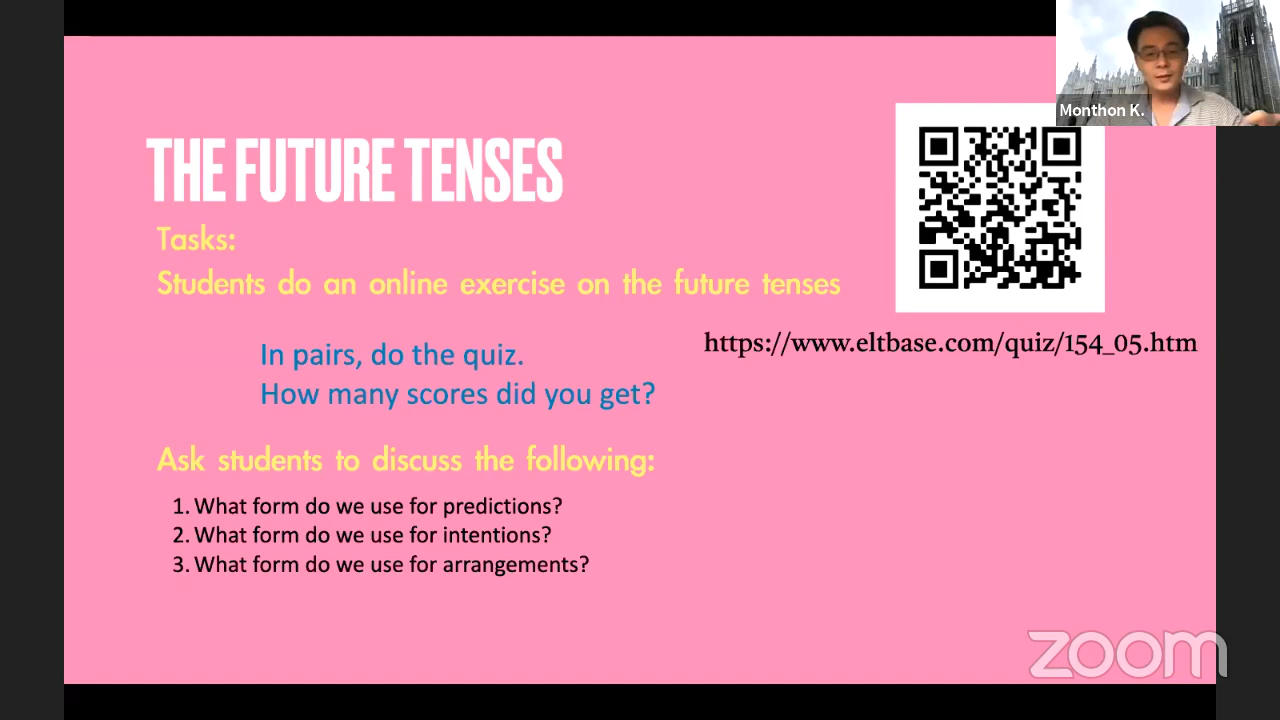 Monthon K.
THE FUTURE TENSES
Tasks:
Students do an online exercise on the future tenses
https://www.eltbase.com/quiz/154_05.htm
In pairs, do the quiz.
How many scores did you get?
Ask students to discuss the following:
1. What form do we use for predictions?
2. What form do we use for intentions?
3. What form do we use for arrangements?
zoom